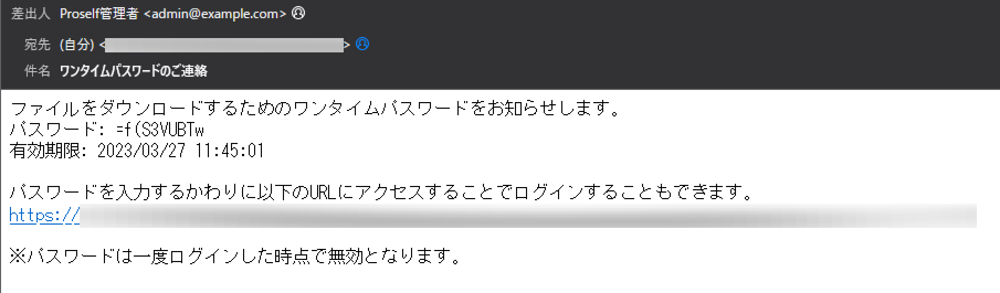 差出人 Proself管理者 <admin@example.com>
宛先 (自分) < >
件名 ワンタイムパスワードのご連絡
ファイルをダウンロードするためのワンタイムパスワードをお知らせします。
パスワード: =f(S3VUBTw
有効期限: 2023/03/27 11:45:01
パスワードを入力するかわりに以下のURLにアクセスすることでログインすることもできます。
https://
※パスワードは一度ログインした時点で無効となります。